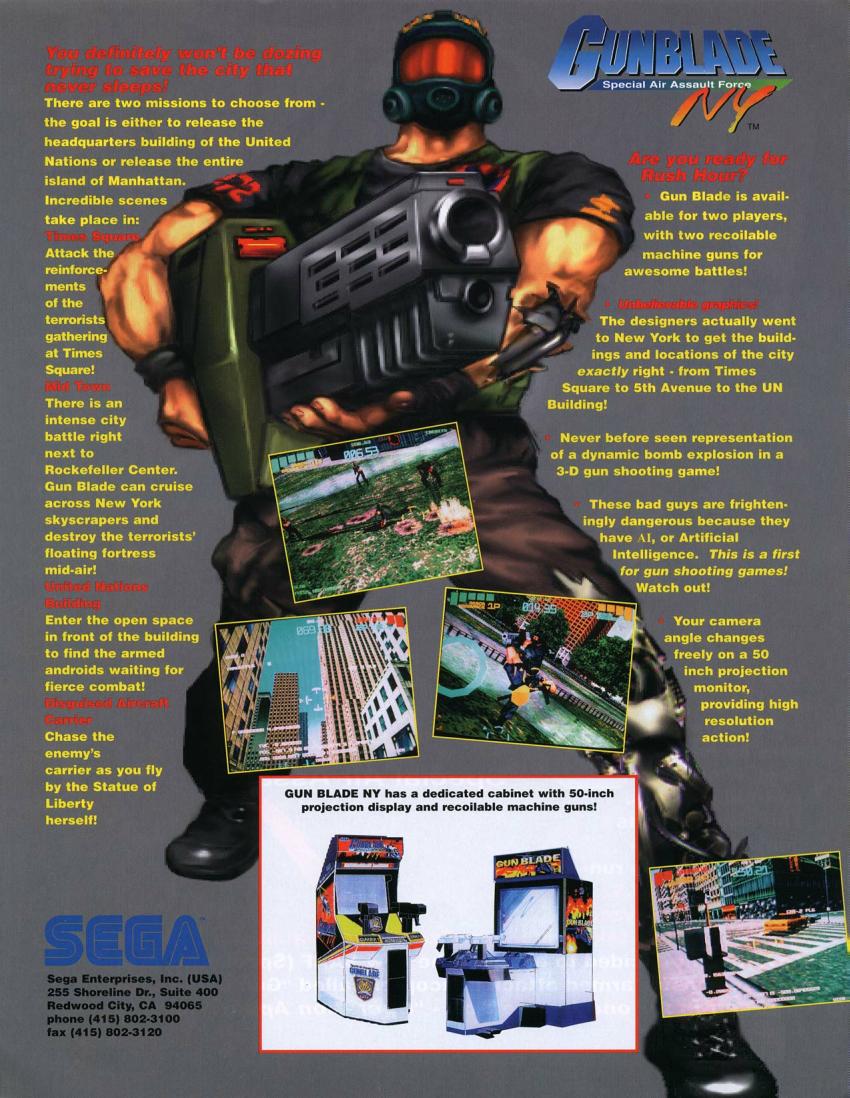 GUNBLADE
Special Air Assault Force
NY
TM
You definitely won't be dozing
trying to save the city that
never sleeps!
There are two missions to choose from -
the goal is either to release the
headquarters building of the United
Nations or release the entire
island of Manhattan.
Incredible scenes
take place in:
Times Square
Attack the
reinforce-
ments
of the
terrorists
gathering
at Times
Square!
Mid Town
There is an
intense city
battle right
next to
Rockefeller Center.
Gun Blade can cruise
across New York
skyscrapers and
destroy the terrorists'
floating fortress
mid-air!
United Nations
Building
Enter the open space
in front of the building
to find the armed
androids waiting for
fierce combat!
Disguised Aircraft
Carrier
Chase the
enemy's
carrier as you fly
by the Statue of
Liberty
herself!
Are you ready for
Rush Hour?
• Gun Blade is avail-
able for two players,
with two recoilable
machine guns for
awesome battles!
• Unbelievable graphics!
The designers actually went
to New York to get the build-
ings and locations of the city
exactly right - from Times
Square to 5th Avenue to the UN
Building!
• Never before seen representation
of a dynamic bomb explosion in a
3-D gun shooting game!
• These bad guys are frighten-
ingly dangerous because they
have AI, or Artificial
Intelligence. This is a first
for gun shooting games!
Watch out!
• Your camera
angle changes
freely on a 50
inch projection
monitor,
providing high
resolution
action!
GUN BLADE NY has a dedicated cabinet with 50-inch
projection display and recoilable machine guns!
GUN BLADE
GUNBLADE
SEGA
Sega Enterprises, Inc. (USA)
255 Shoreline Dr., Suite 400
Redwood City, CA 94065
phone (415) 802-3100
fax (415) 802-3120